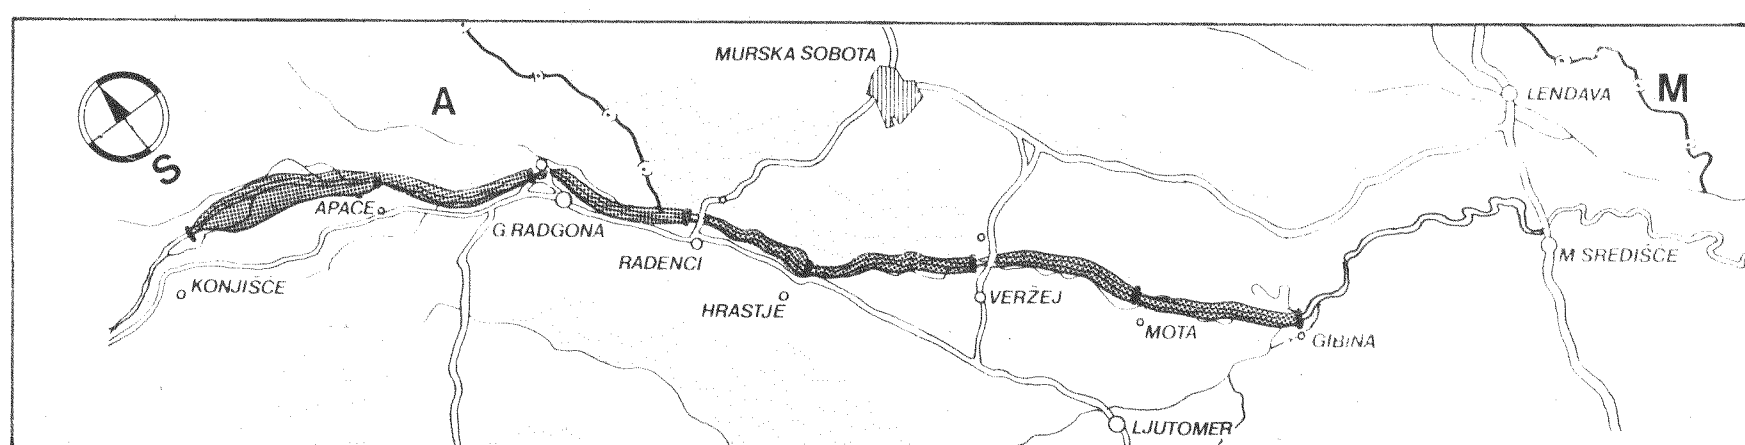 MURSKA SOBOTA
A
M
LENDAVA
S
APAČE
G RADGONA
RADENCI
M SREDIŠČE
KONJIŠČE
HRASTJE
VERŽEJ
MOTA
GIBINA
LJUTOMER